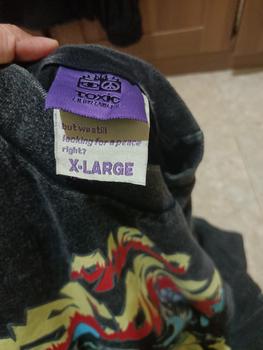 TOXIC
but we still
looking for a peace
right?
X-LARGE